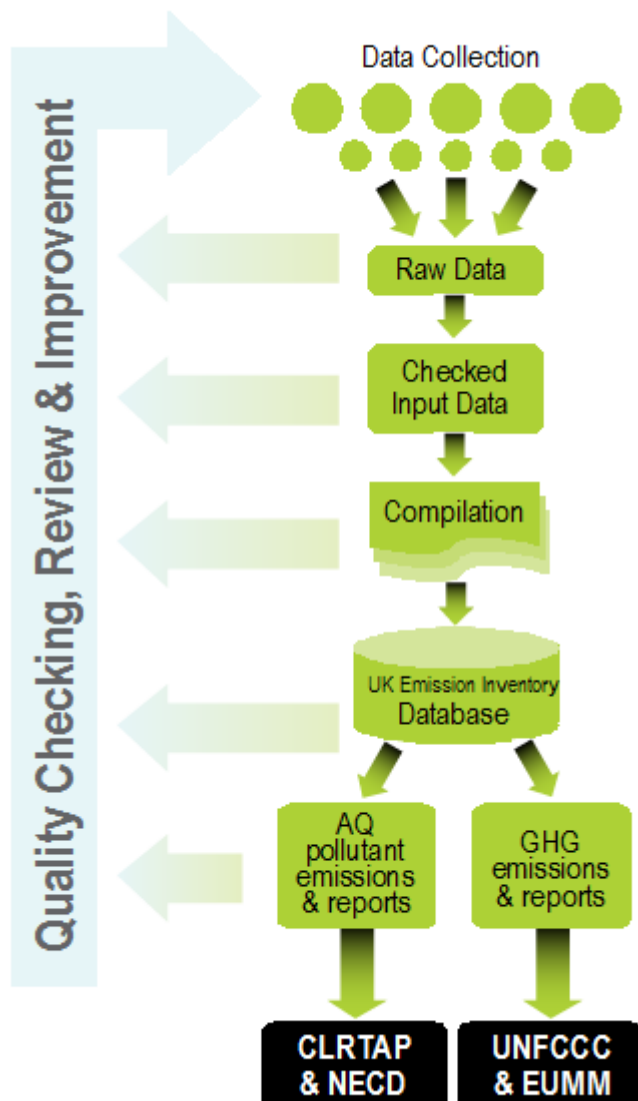 Data Collection
Quality Checking, Review & Improvement
Raw Data
Checked
Input Data
Compilation
UK Emission Inventory
Database
AQ
pollutant
emissions
& reports
GHG
emissions
& reports
CLRTAP
& NECD
UNFCCC
& EUMM